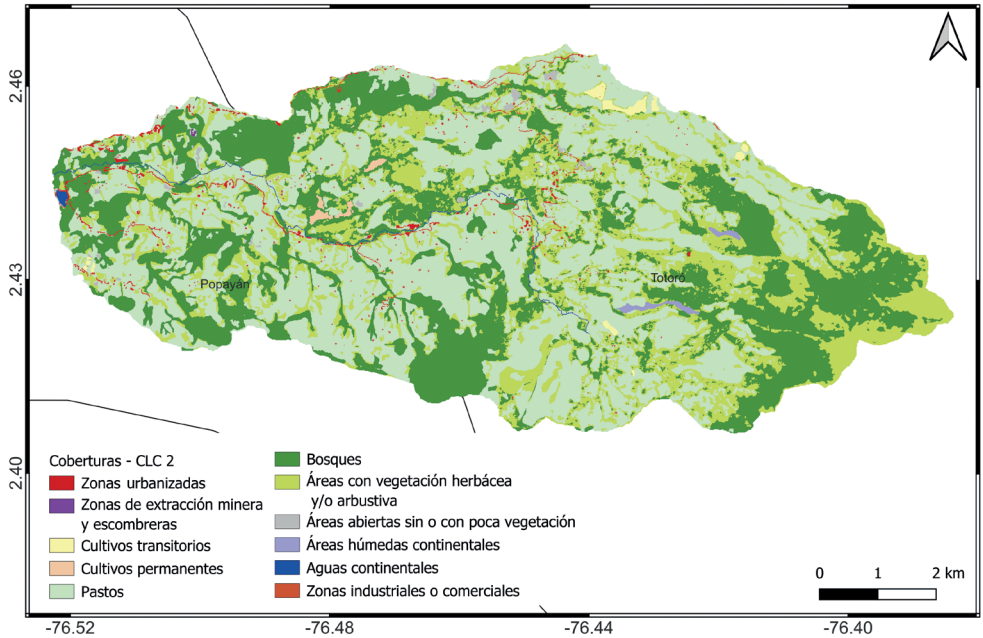 2.46
2.43
2.40
Popayán
Totoró
Coberturas - CLC 2
Zonas urbanizadas
Zonas de extracción minera
y escombreras
Cultivos transitorios
Cultivos permanentes
Pastos
Bosques
Áreas con vegetación herbácea
y/o arbustiva
Áreas abiertas sin o con poca vegetación
Áreas húmedas continentales
Aguas continentales
Zonas industriales o comerciales
0 1 2 km
-76.52 -76.48 -76.44 -76.40